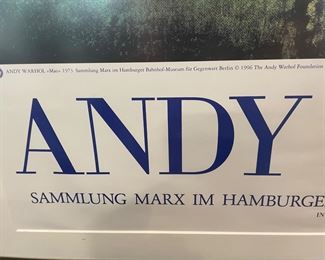 ANDY WARHOL »Mao« 1973 Sammlung Marx im Hamburger Bahnhof-Museum für Gegenwart Berlin © 1996 The Andy Warhol Foundation
ANDY
SAMMLUNG MARX IM HAMBURGE
IN